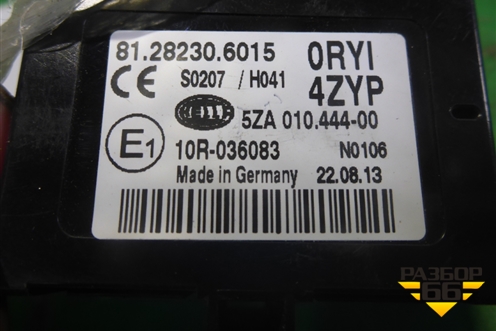 81.28230.6015 0RYI
CE S0207 / H041 4ZYP
HELLA 5ZA 010.444-00
E1 10R-036083 N0106
Made in Germany 22.08.13
РАЗБОР
66